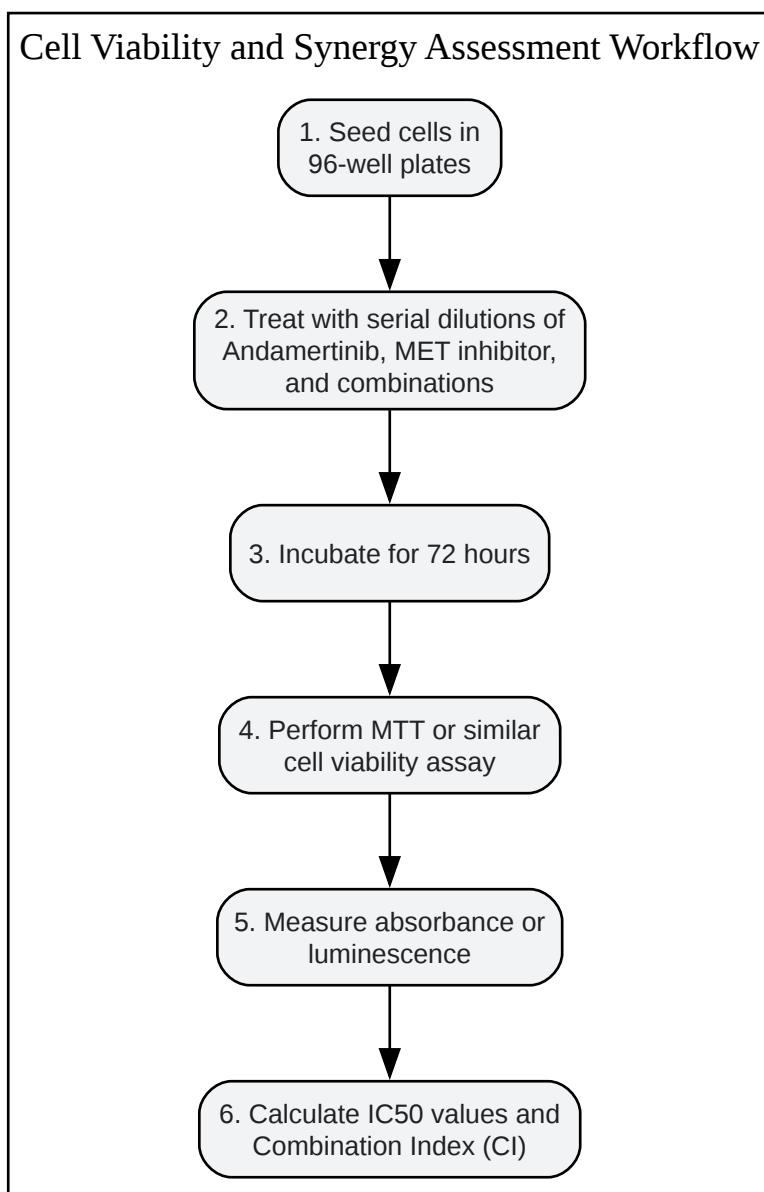 Cell Viability and Synergy Assessment Workflow
1. Seed cells in
96-well plates
2. Treat with serial dilutions of
Andamertinib, MET inhibitor,
and combinations
3. Incubate for 72 hours
4. Perform MTT or similar
cell viability assay
5. Measure absorbance or
luminescence
6. Calculate IC50 values and
Combination Index (CI)